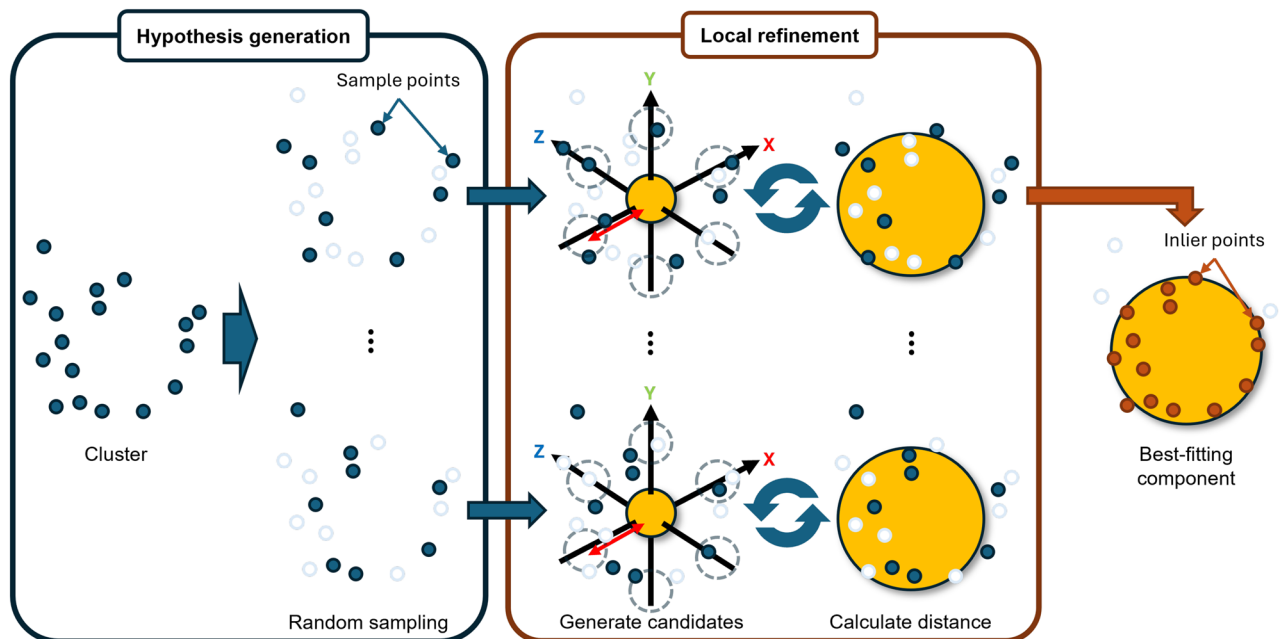 Hypothesis generation
Local refinement
Sample points
Y
Z
X
Inlier points
⋮
⋮
⋮
Cluster
Y
Z
X
Best-fitting
component
Random sampling
Generate candidates
Calculate distance